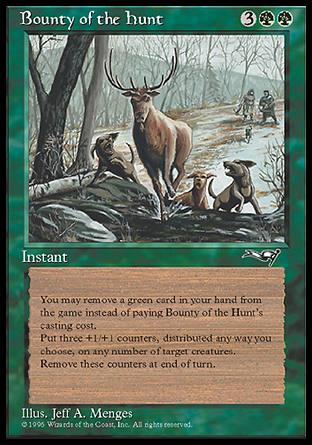 Bounty of the Hunt 3
Instant
You may remove a green card in your hand from
the game instead of paying Bounty of the Hunt's
casting cost.
Put three +1/+1 counters, distributed any way you
choose, on any number of target creatures.
Remove these counters at end of turn.
Illus. Jeff A. Menges
© 1996 Wizards of the Coast, Inc. All rights reserved.